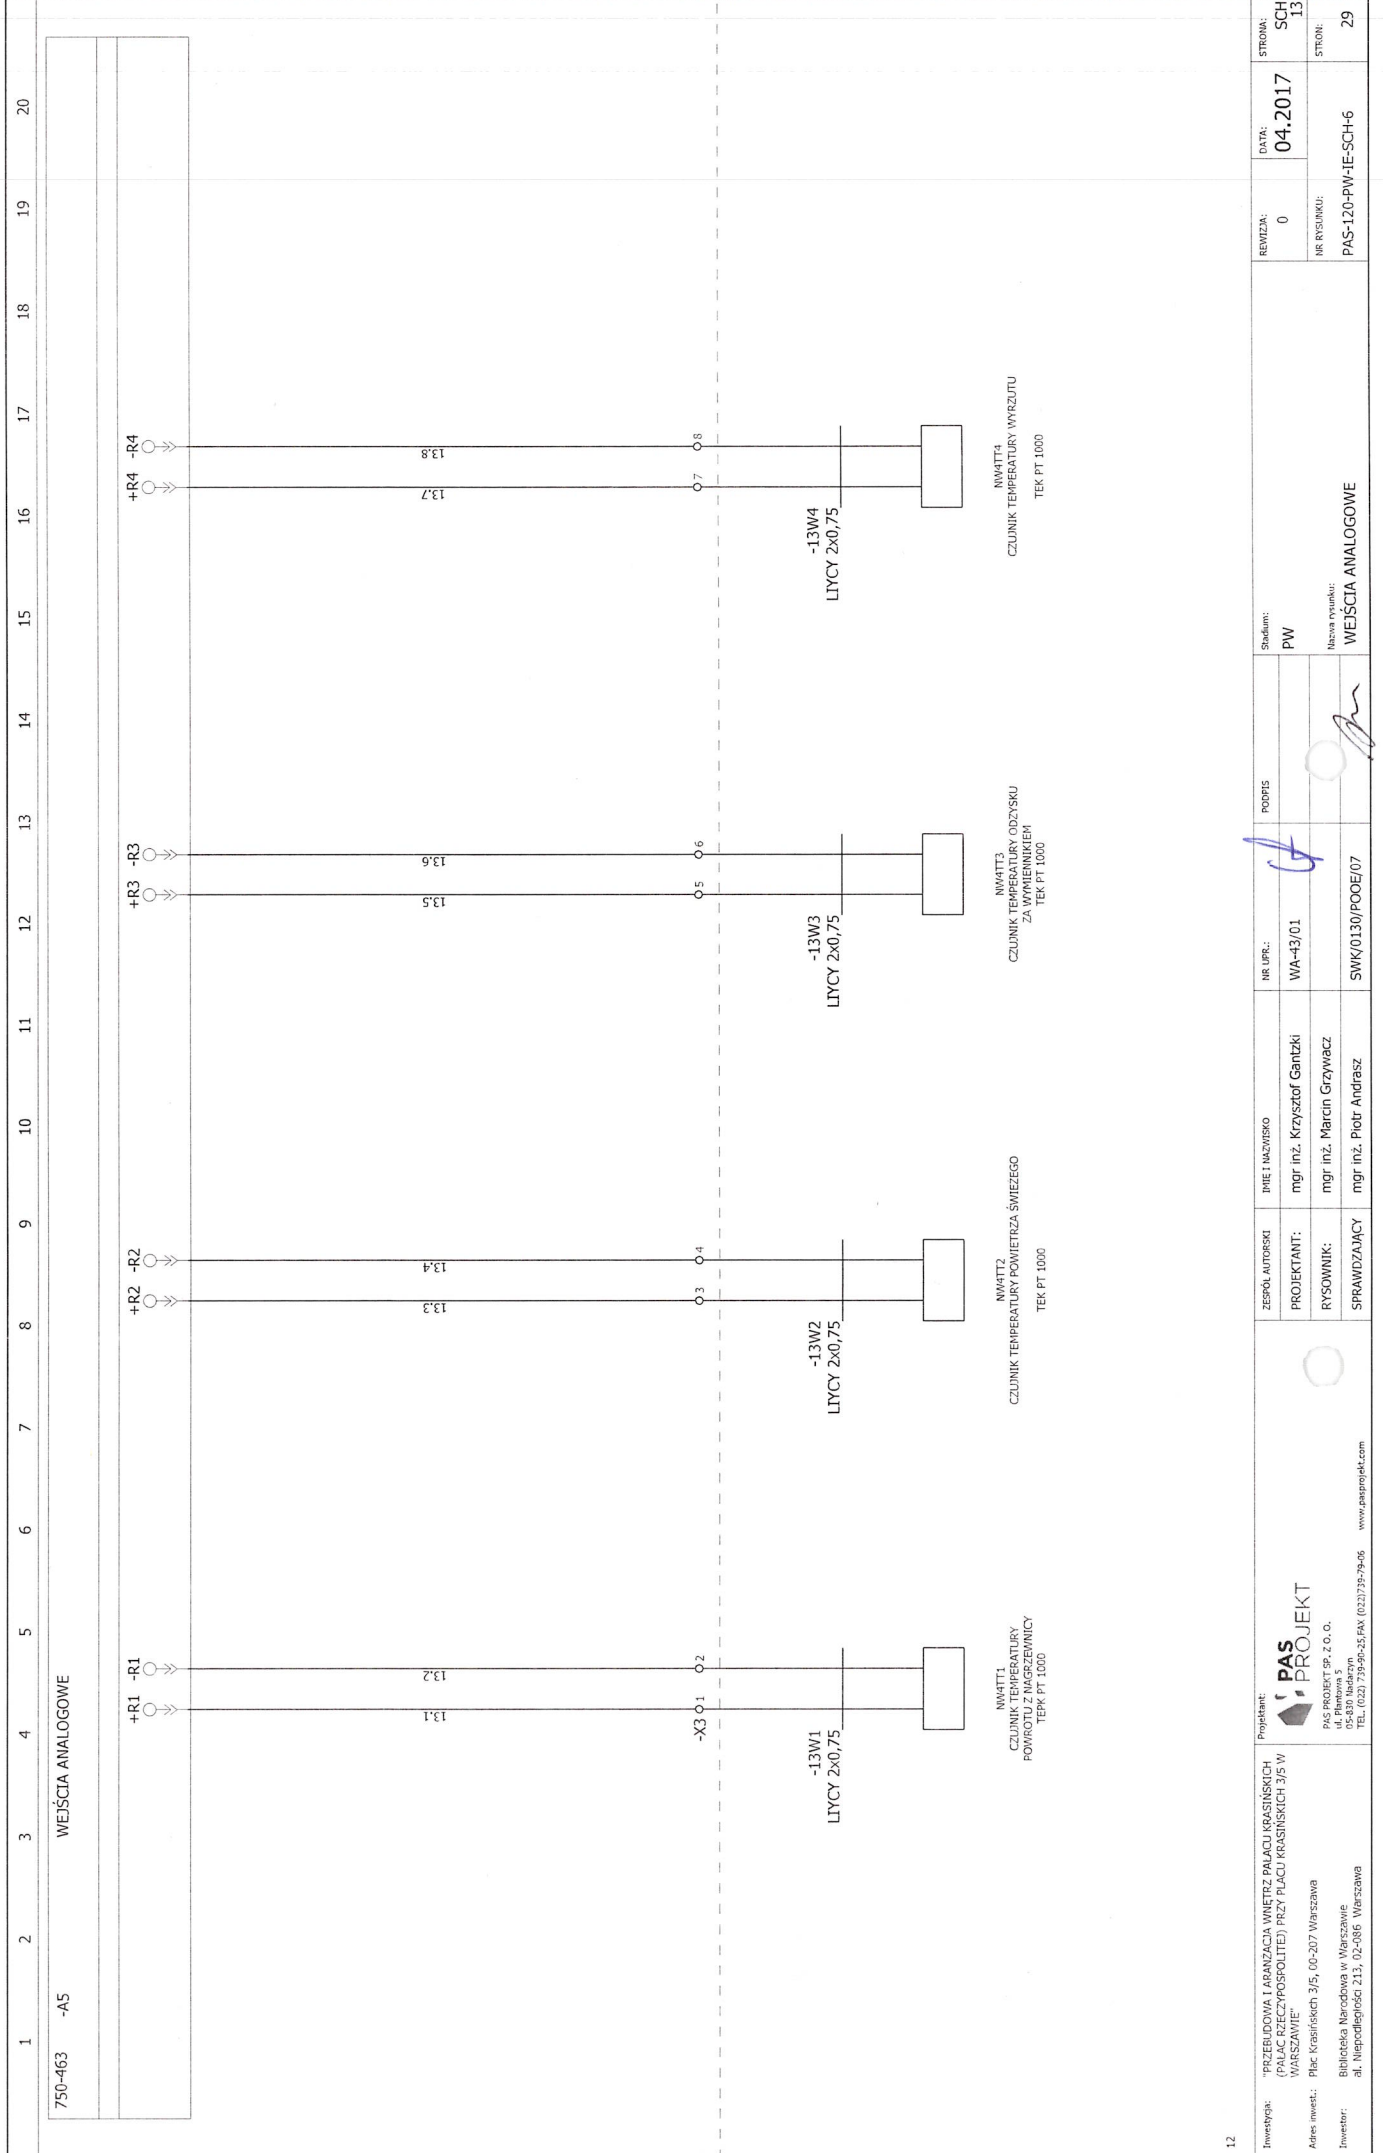 1 2 3 4 5 6 7 8 9 10 11 12 13 14 15 16 17 18 19 20
750-463 -A5 WEJŚCIA ANALOGOWE
+R1 -R1 +R2 -R2 +R3 -R3 +R4 -R4
13.1 13.2 13.3 13.4 13.5 13.6 13.7 13.8
-X3 1 2 3 4 5 6 7 8
-13W1
LIYCY 2x0,75
-13W2
LIYCY 2x0,75
-13W3
LIYCY 2x0,75
-13W4
LIYCY 2x0,75
NW4TT1
CZUJNIK TEMPERATURY
POWROTU Z NAGRZEWNICY
TEPK PT 1000
NW4TT2
CZUJNIK TEMPERATURY POWIETRZA ŚWIEŻEGO
TEK PT 1000
NW4TT3
CZUJNIK TEMPERATURY ODZYSKU
ZA WYMIENNIKIEM
TEK PT 1000
NW4TT4
CZUJNIK TEMPERATURY WYRZUTU
TEK PT 1000
12
Inwestycja:
"PRZEBUDOWA I ARANŻACJA WNĘTRZ PAŁACU KRASIŃSKICH
(PAŁAC RZECZYPOSPOLITEJ) PRZY PLACU KRASIŃSKICH 3/5 W
WARSZAWIE"
Adres inwest.: Plac Krasińskich 3/5, 00-207 Warszawa
Inwestor:
Biblioteka Narodowa w Warszawie
al. Niepodległości 213, 02-086 Warszawa
Projektant:
PAS
PROJEKT
PAS PROJEKT SP. Z O. O.
ul. Plantowa 5
05-830 Nadarzyn
TEL. (022) 739-90-25,FAX (022)739-79-06 www.pasprojekt.com
ZESPÓŁ AUTORSKI IMIĘ I NAZWISKO NR UPR.: PODPIS
PROJEKTANT: mgr inż. Krzysztof Gantzki WA-43/01
RYSOWNIK: mgr inż. Marcin Grzywacz
SPRAWDZAJĄCY mgr inż. Piotr Andrasz SWK/0130/POOE/07
Stadium:
PW
Nazwa rysunku:
WEJŚCIA ANALOGOWE
REWIZJA:
0
DATA:
04.2017
STRONA:
SCH
13
NR RYSUNKU:
PAS-120-PW-IE-SCH-6
STRON:
29